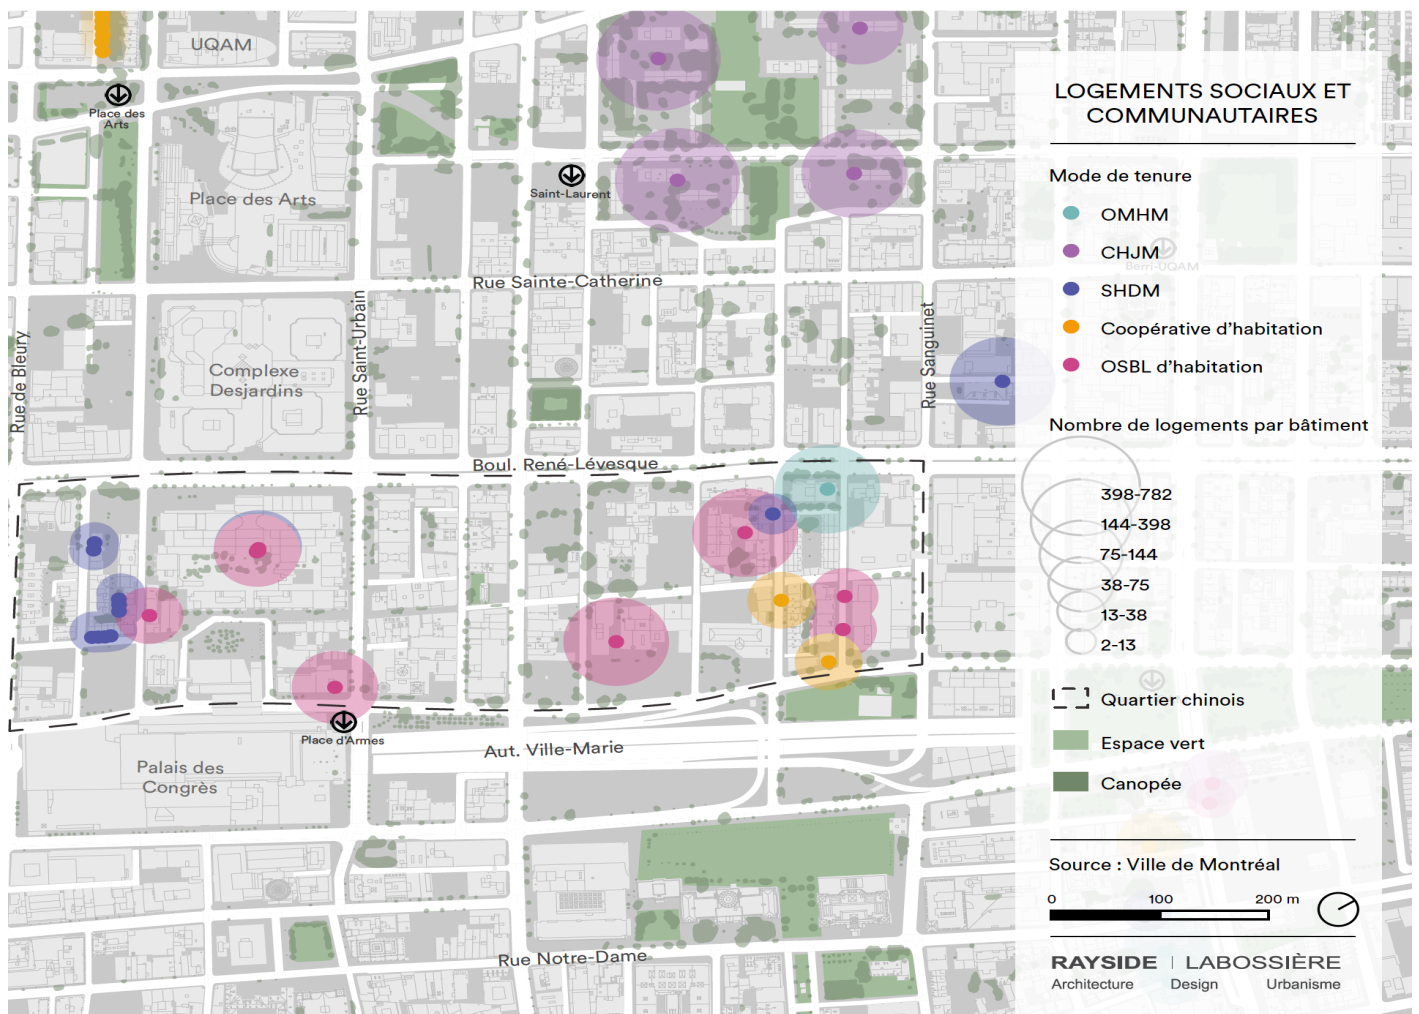 UQAM
Place des
Arts
Place des Arts
Saint-Laurent
Rue Sainte-Catherine
Rue de Bleury
Rue Saint-Urbain
Rue Sanguinet
Complexe
Desjardins
Boul. René-Lévesque
Place d'Armes
Aut. Ville-Marie
Palais des
Congrès
Rue Notre-Dame
LOGEMENTS SOCIAUX ET
COMMUNAUTAIRES
Mode de tenure
OMHM
CHJM
Berri-UQAM
SHDM
Coopérative d'habitation
OSBL d'habitation
Nombre de logements par bâtiment
398-782
144-398
75-144
38-75
13-38
2-13
Quartier chinois
Espace vert
Canopée
Source : Ville de Montréal
0 100 200 m
RAYSIDE | LABOSSIÈRE
Architecture Design Urbanisme